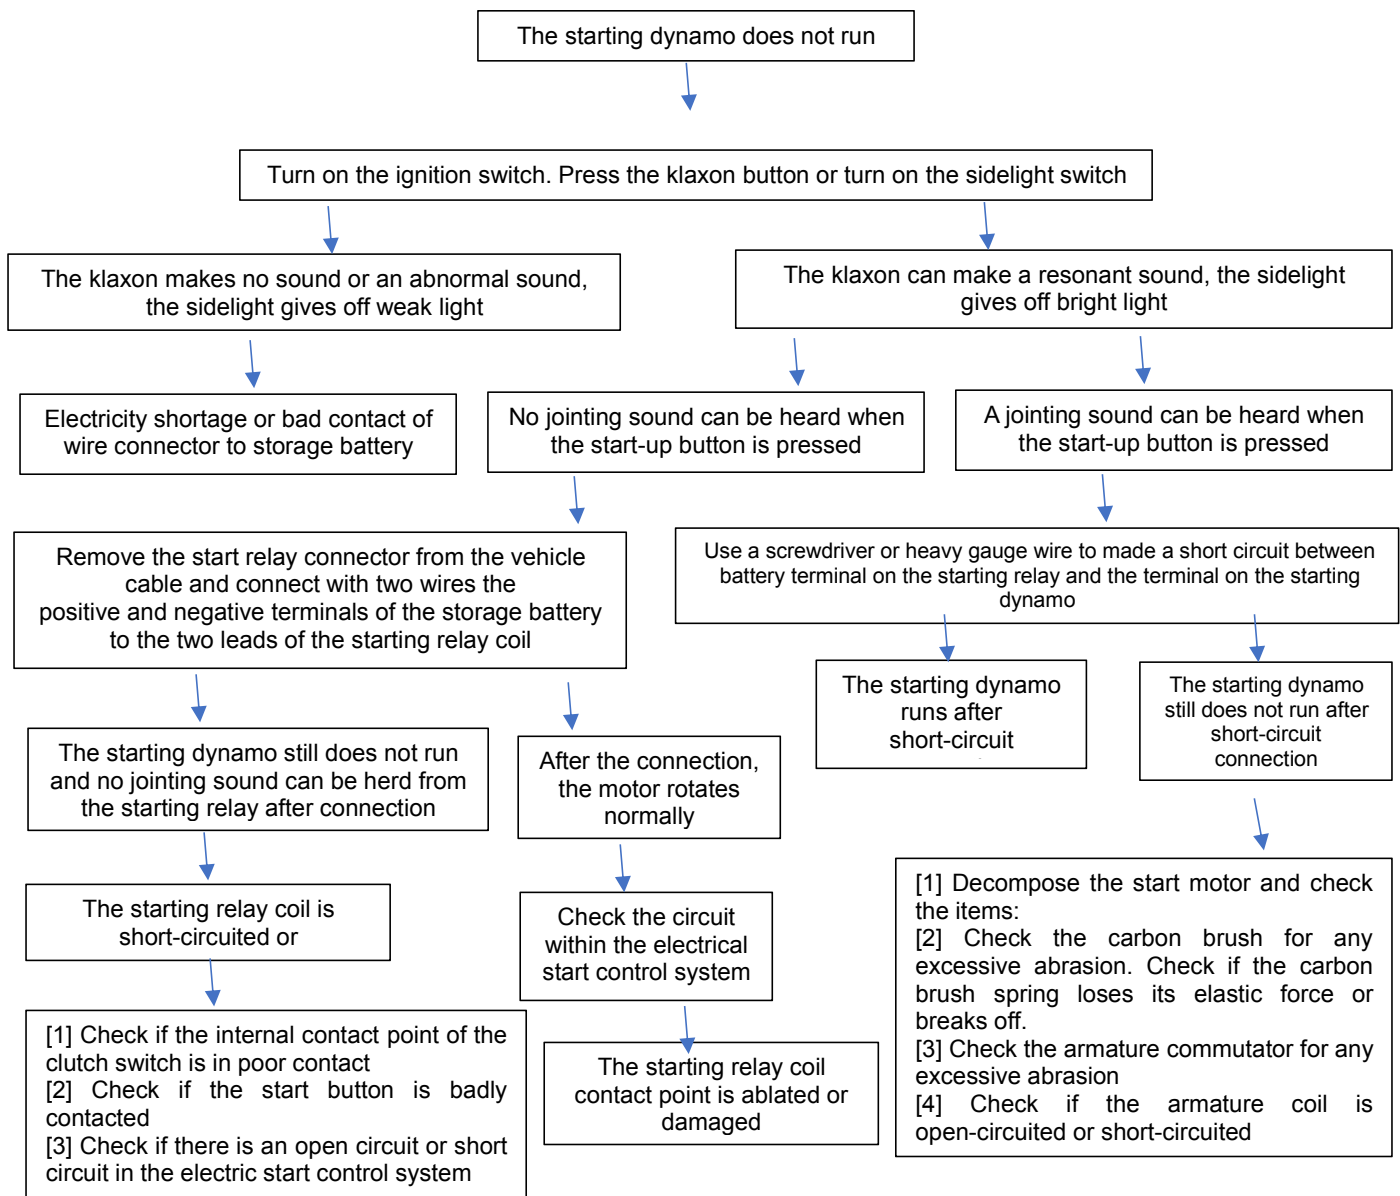 The starting dynamo does not run
Turn on the ignition switch. Press the klaxon button or turn on the sidelight switch
The klaxon makes no sound or an abnormal sound,
the sidelight gives off weak light
The klaxon can make a resonant sound, the sidelight
gives off bright light
Electricity shortage or bad contact of
wire connector to storage battery
No jointing sound can be heard when
the start-up button is pressed
A jointing sound can be heard when
the start-up button is pressed
Remove the start relay connector from the vehicle
cable and connect with two wires the
positive and negative terminals of the storage battery
to the two leads of the starting relay coil
Use a screwdriver or heavy gauge wire to made a short circuit between
battery terminal on the starting relay and the terminal on the starting
dynamo
The starting dynamo
runs after
short-circuit
The starting dynamo
still does not run after
short-circuit
connection
The starting dynamo still does not run
and no jointing sound can be herd from
the starting relay after connection
After the connection,
the motor rotates
normally
The starting relay coil is
short-circuited or
Check the circuit
within the electrical
start control system
[1] Decompose the start motor and check
the items:
[2] Check the carbon brush for any
excessive abrasion. Check if the carbon
brush spring loses its elastic force or
breaks off.
[3] Check the armature commutator for any
excessive abrasion
[4] Check if the armature coil is
open-circuited or short-circuited
[1] Check if the internal contact point of the
clutch switch is in poor contact
[2] Check if the start button is badly
contacted
[3] Check if there is an open circuit or short
circuit in the electric start control system
The starting relay coil
contact point is ablated or
damaged